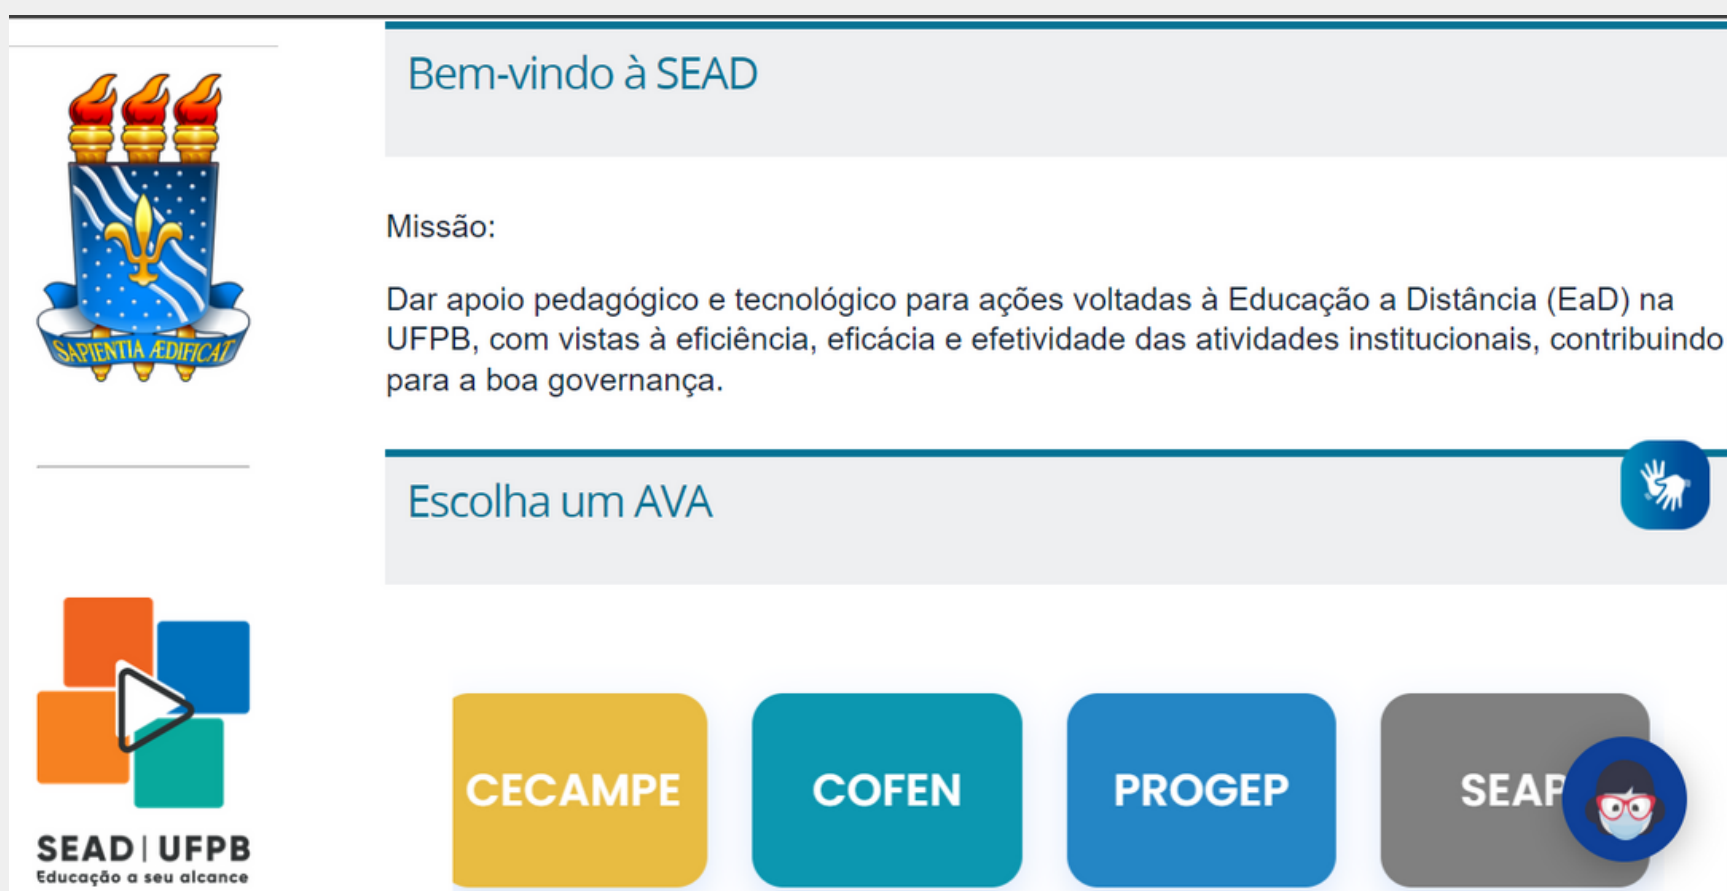 Bem-vindo à SEAD
SAPIENTIA ÆDIFICAT
Missão:
Dar apoio pedagógico e tecnológico para ações voltadas à Educação a Distância (EaD) na
UFPB, com vistas à eficiência, eficácia e efetividade das atividades institucionais, contribuindo
para a boa governança.
Escolha um AVA
CECAMPE
COFEN
PROGEP
SEAP
SEAD | UFPB
Educação a seu alcance